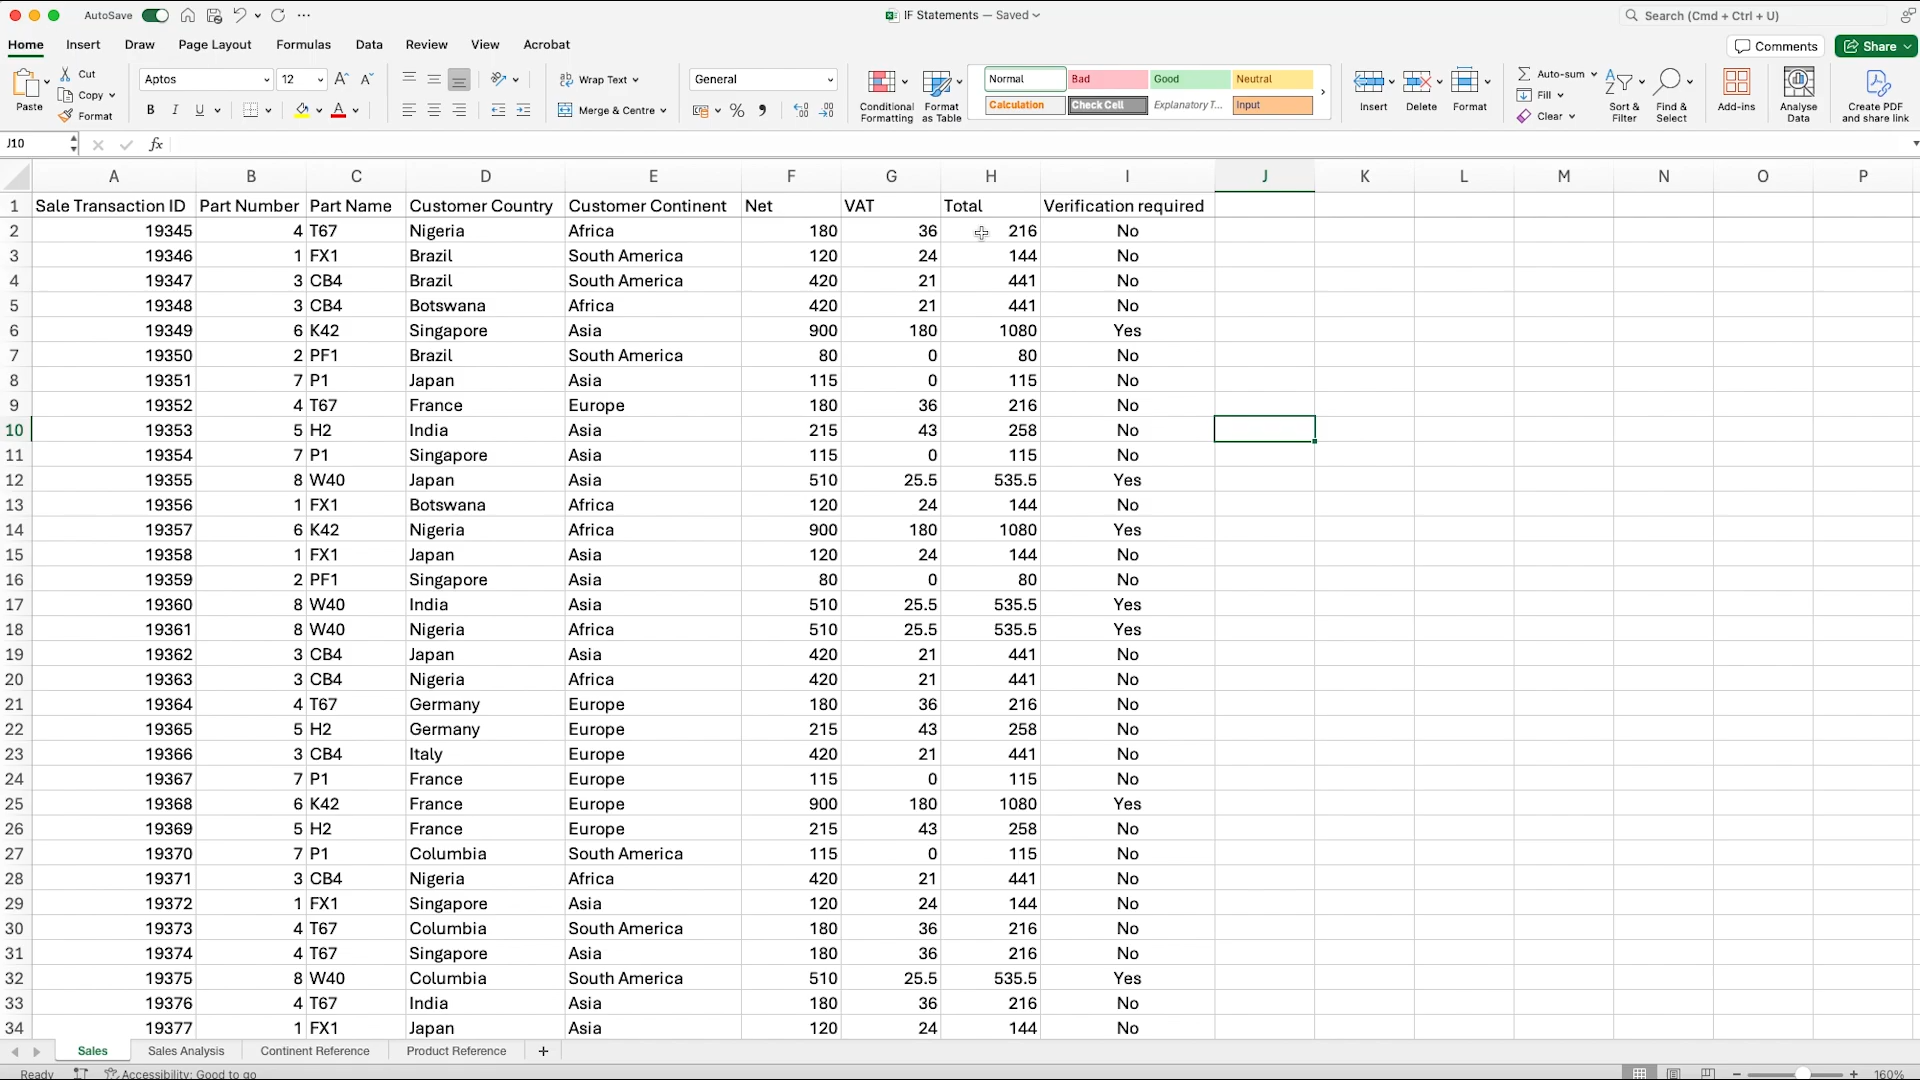 AutoSave
IF Statements — Saved
Search (Cmd + Ctrl + U)
Home Insert Draw Page Layout Formulas Data Review View Acrobat
Comments Share
Paste Cut Copy Format
Aptos 12
B I U A
Wrap Text
Merge & Centre
General
Conditional Formatting
Format as Table
Normal Bad Good Neutral
Calculation Check Cell Explanatory T... Input
Insert Delete Format
Auto-sum
Fill
Clear
Sort & Filter
Find & Select
Add-ins
Analyse Data
Create PDF and share link
J10 fx
A B C D E F G H I J K L M N O P
1 Sale Transaction ID Part Number Part Name Customer Country Customer Continent Net VAT Total Verification required
2 19345 4 T67 Nigeria Africa 180 36 216 No
3 19346 1 FX1 Brazil South America 120 24 144 No
4 19347 3 CB4 Brazil South America 420 21 441 No
5 19348 3 CB4 Botswana Africa 420 21 441 No
6 19349 6 K42 Singapore Asia 900 180 1080 Yes
7 19350 2 PF1 Brazil South America 80 0 80 No
8 19351 7 P1 Japan Asia 115 0 115 No
9 19352 4 T67 France Europe 180 36 216 No
10 19353 5 H2 India Asia 215 43 258 No
11 19354 7 P1 Singapore Asia 115 0 115 No
12 19355 8 W40 Japan Asia 510 25.5 535.5 Yes
13 19356 1 FX1 Botswana Africa 120 24 144 No
14 19357 6 K42 Nigeria Africa 900 180 1080 Yes
15 19358 1 FX1 Japan Asia 120 24 144 No
16 19359 2 PF1 Singapore Asia 80 0 80 No
17 19360 8 W40 India Asia 510 25.5 535.5 Yes
18 19361 8 W40 Nigeria Africa 510 25.5 535.5 Yes
19 19362 3 CB4 Japan Asia 420 21 441 No
20 19363 3 CB4 Nigeria Africa 420 21 441 No
21 19364 4 T67 Germany Europe 180 36 216 No
22 19365 5 H2 Germany Europe 215 43 258 No
23 19366 3 CB4 Italy Europe 420 21 441 No
24 19367 7 P1 France Europe 115 0 115 No
25 19368 6 K42 France Europe 900 180 1080 Yes
26 19369 5 H2 France Europe 215 43 258 No
27 19370 7 P1 Columbia South America 115 0 115 No
28 19371 3 CB4 Nigeria Africa 420 21 441 No
29 19372 1 FX1 Singapore Asia 120 24 144 No
30 19373 4 T67 Columbia South America 180 36 216 No
31 19374 4 T67 Singapore Asia 180 36 216 No
32 19375 8 W40 Columbia South America 510 25.5 535.5 Yes
33 19376 4 T67 India Asia 180 36 216 No
34 19377 1 FX1 Japan Asia 120 24 144 No
Sales Sales Analysis Continent Reference Product Reference
Ready Accessibility: Good to go 160%